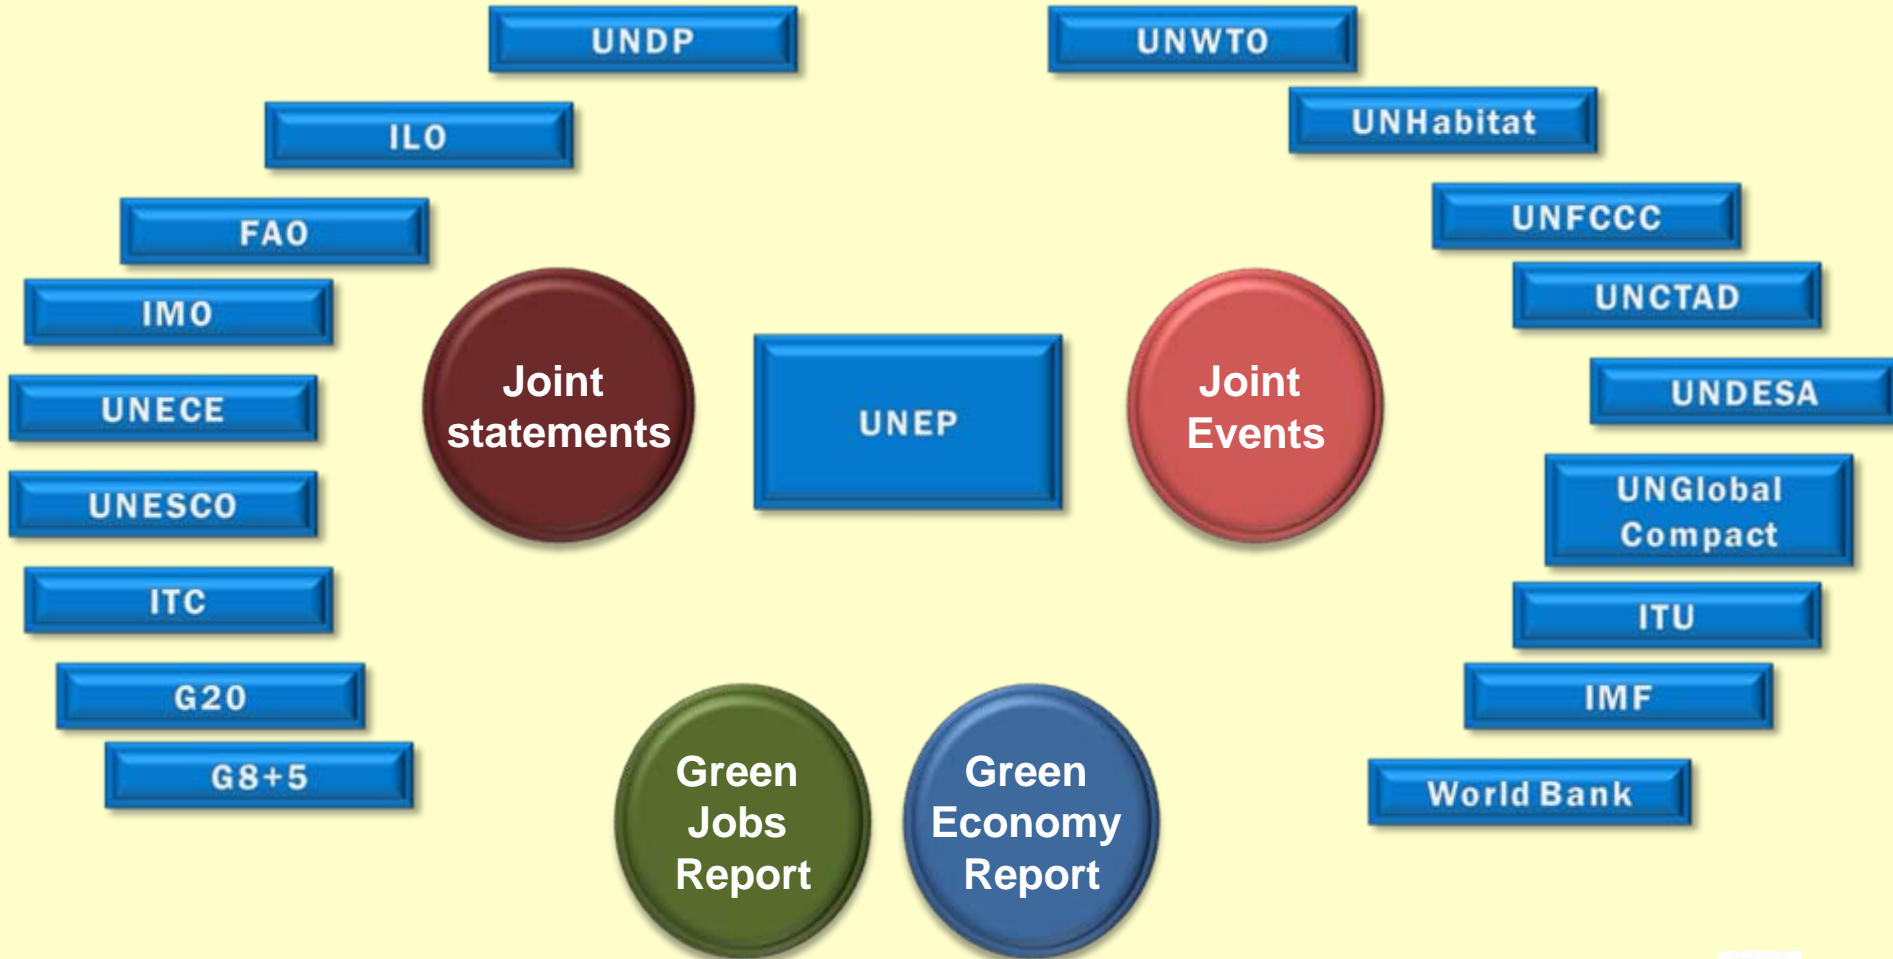 UNDP
UNWTO
UNHabitat
ILO
UNFCCC
FAO
UNCTAD
IMO
Joint
statements
UNEP
Joint
Events
UNDESA
UNECE
UNGlobal
Compact
UNESCO
ITC
ITU
G20
IMF
G8+5
World Bank
Green
Jobs
Report
Green
Economy
Report